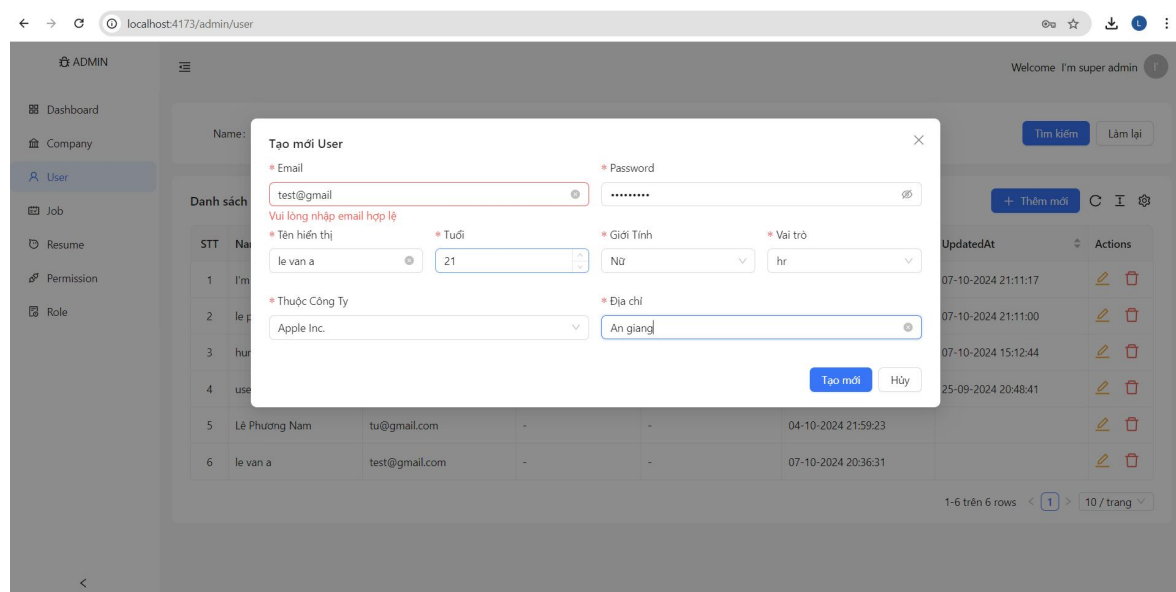 localhost:4173/admin/user
L
ADMIN
Welcome I'm super admin
I'
Dashboard
Company
User
Job
Resume
Permission
Role
Name:
Tìm kiếm
Làm lại
Tạo mới User
* Email
* Password
test@gmail
•••••••••
Vui lòng nhập email hợp lệ
* Tên hiển thị
* Tuổi
* Giới Tính
* Vai trò
le van a
21
Nữ
hr
* Thuộc Công Ty
* Địa chỉ
Apple Inc.
An giang
Tạo mới
Hủy
Danh sách
+ Thêm mới
STT
UpdatedAt
Actions
1 I'm 07-10-2024 21:11:17
2 le p 07-10-2024 21:11:00
3 07-10-2024 15:12:44
4 use 25-09-2024 20:48:41
5 Lê Phương Nam tu@gmail.com - - 04-10-2024 21:59:23
6 le van a test@gmail.com - - 07-10-2024 20:36:31
1-6 trên 6 rows < 1 > 10 / trang